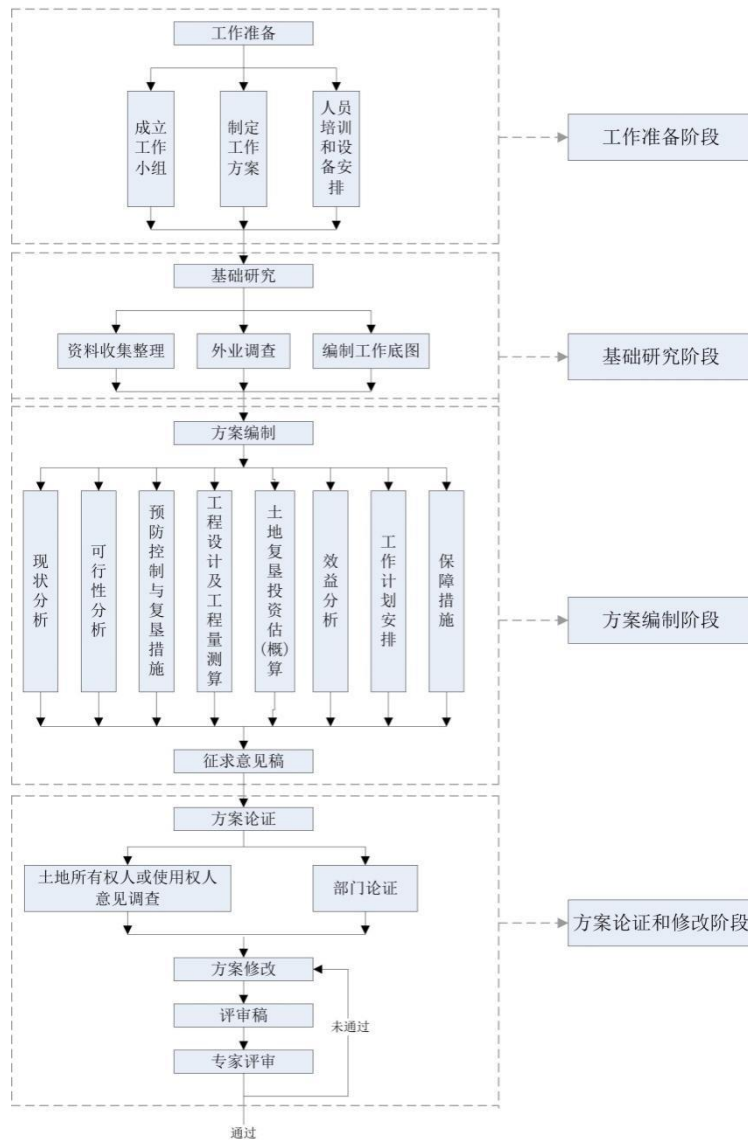 工作准备
成立
工作
小组
制定
工作
方案
人员
培训
和设
备安
排
工作准备阶段
基础研究
资料收集整理
外业调查
编制工作底图
基础研究阶段
方案编制
现状分析
可行性分析
预防控制与复垦措施
工程设计及工程量测算
土地复垦投资估(概)算
效益分析
工作计划安排
保障措施
方案编制阶段
征求意见稿
方案论证
土地所有权人或使用权人
意见调查
部门论证
方案论证和修改阶段
方案修改
评审稿
未通过
专家评审
通过